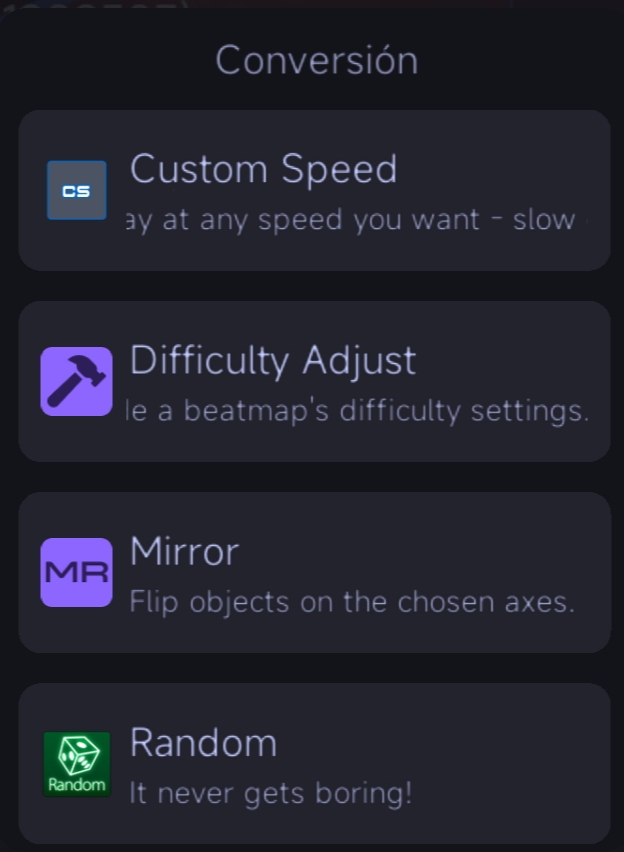 Conversión
CS
Custom Speed
ay at any speed you want - slow
Difficulty Adjust
le a beatmap's difficulty settings.
MR
Mirror
Flip objects on the chosen axes.
Random
Random
It never gets boring!